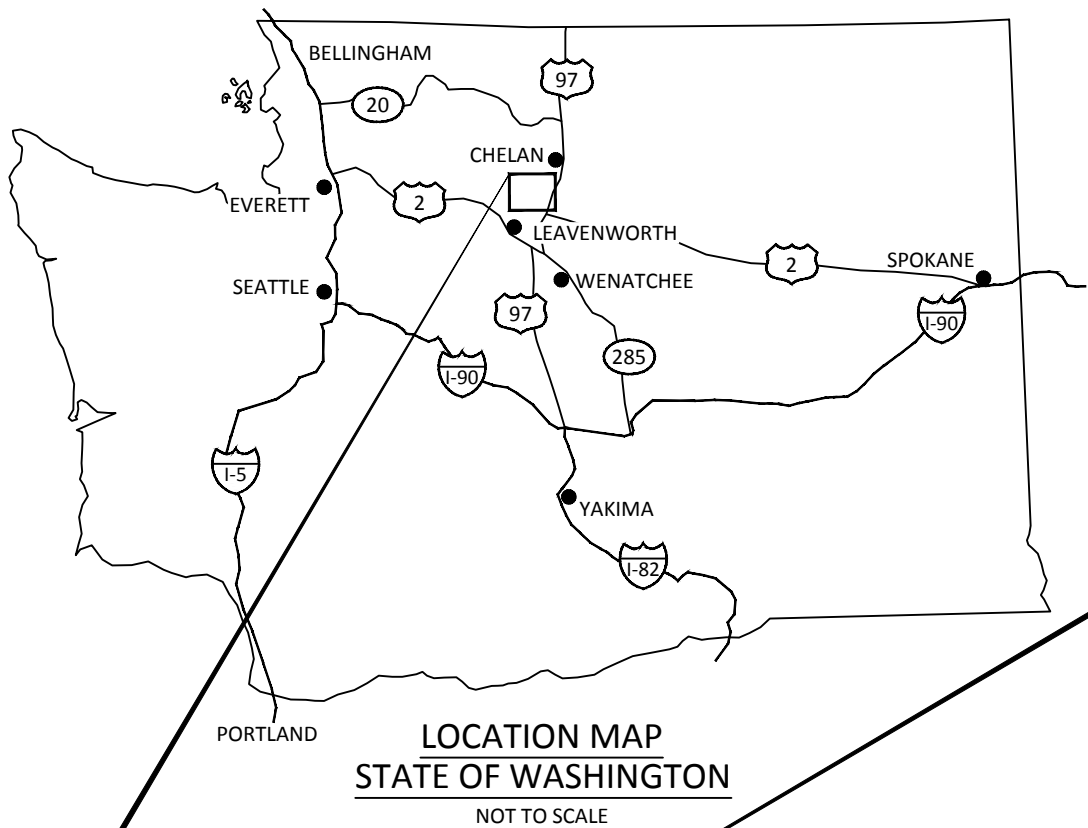 BELLINGHAM
97
20
CHELAN
2
EVERETT
LEAVENWORTH
2
SPOKANE
SEATTLE
WENATCHEE
97
I-90
285
I-90
I-5
YAKIMA
I-82
PORTLAND
LOCATION MAP
STATE OF WASHINGTON
NOT TO SCALE